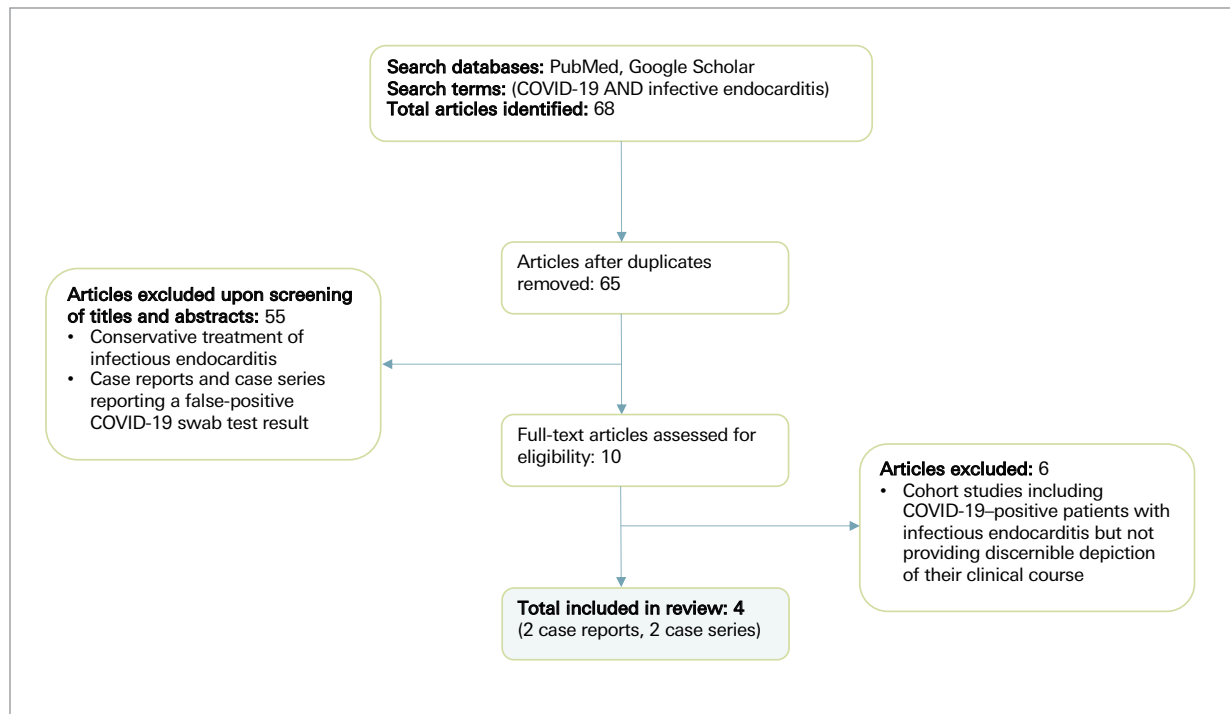 Search databases: PubMed, Google Scholar
Search terms: (COVID-19 AND infective endocarditis)
Total articles identified: 68
Articles after duplicates
removed: 65
Articles excluded upon screening
of titles and abstracts: 55
• Conservative treatment of
infectious endocarditis
• Case reports and case series
reporting a false-positive
COVID-19 swab test result
Full-text articles assessed for
eligibility: 10
Articles excluded: 6
• Cohort studies including
COVID-19–positive patients with
infectious endocarditis but not
providing discernible depiction
of their clinical course
Total included in review: 4
(2 case reports, 2 case series)